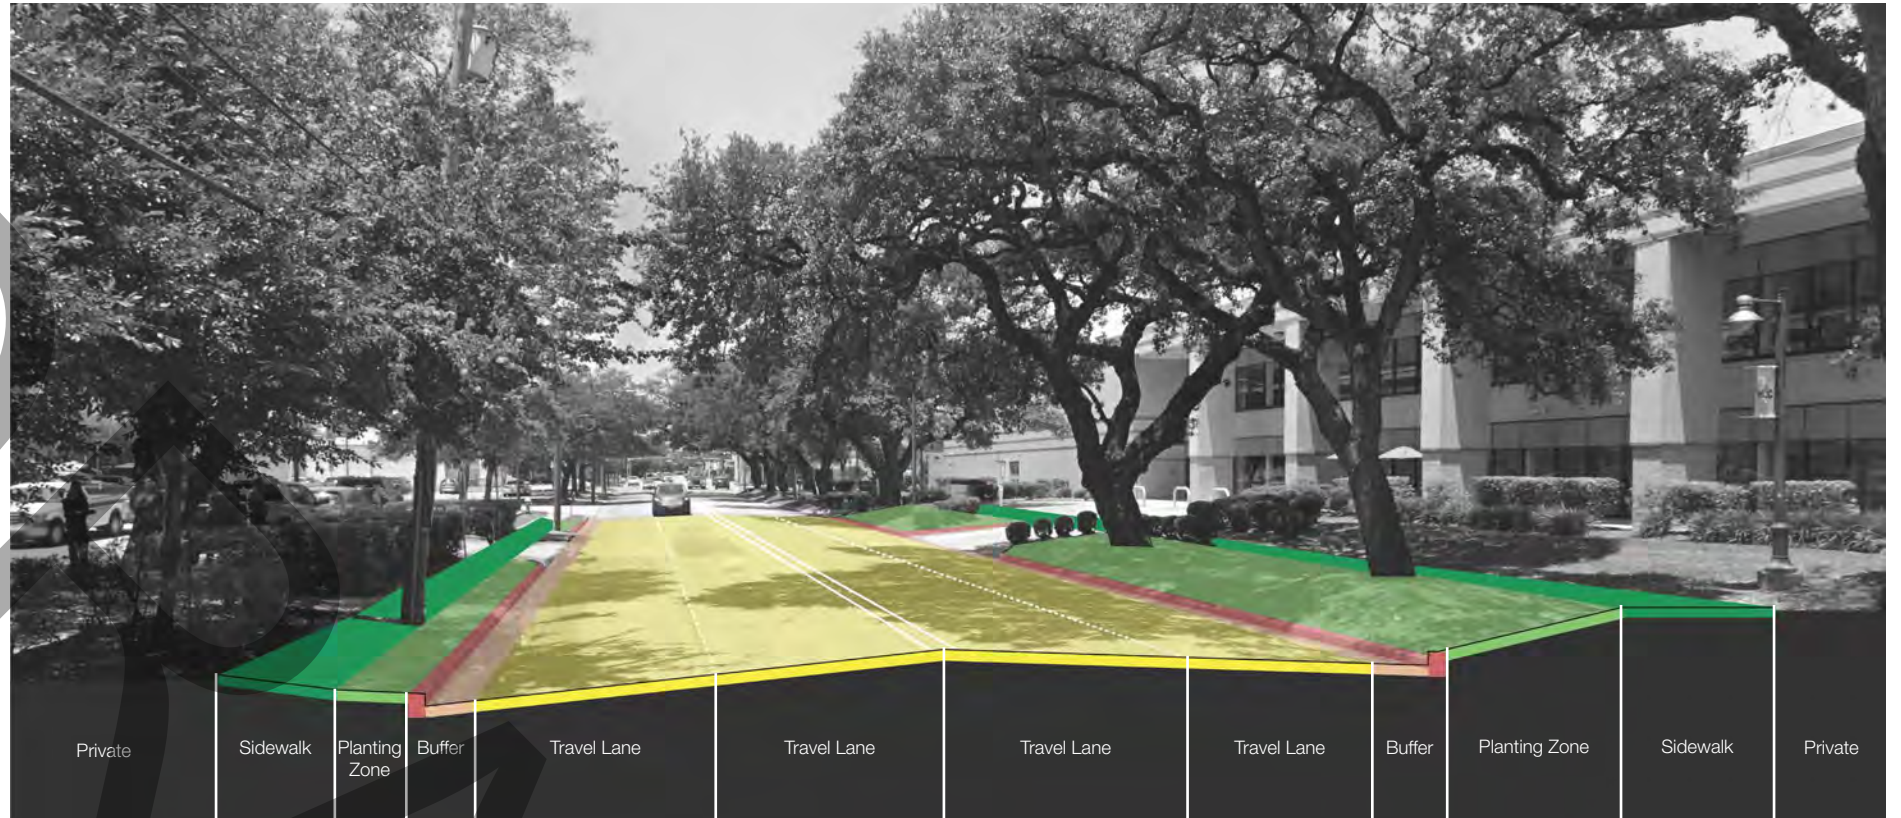 Private
Sidewalk
Planting
Zone
Buffer
Travel Lane
Travel Lane
Travel Lane
Travel Lane
Buffer
Planting Zone
Sidewalk
Private